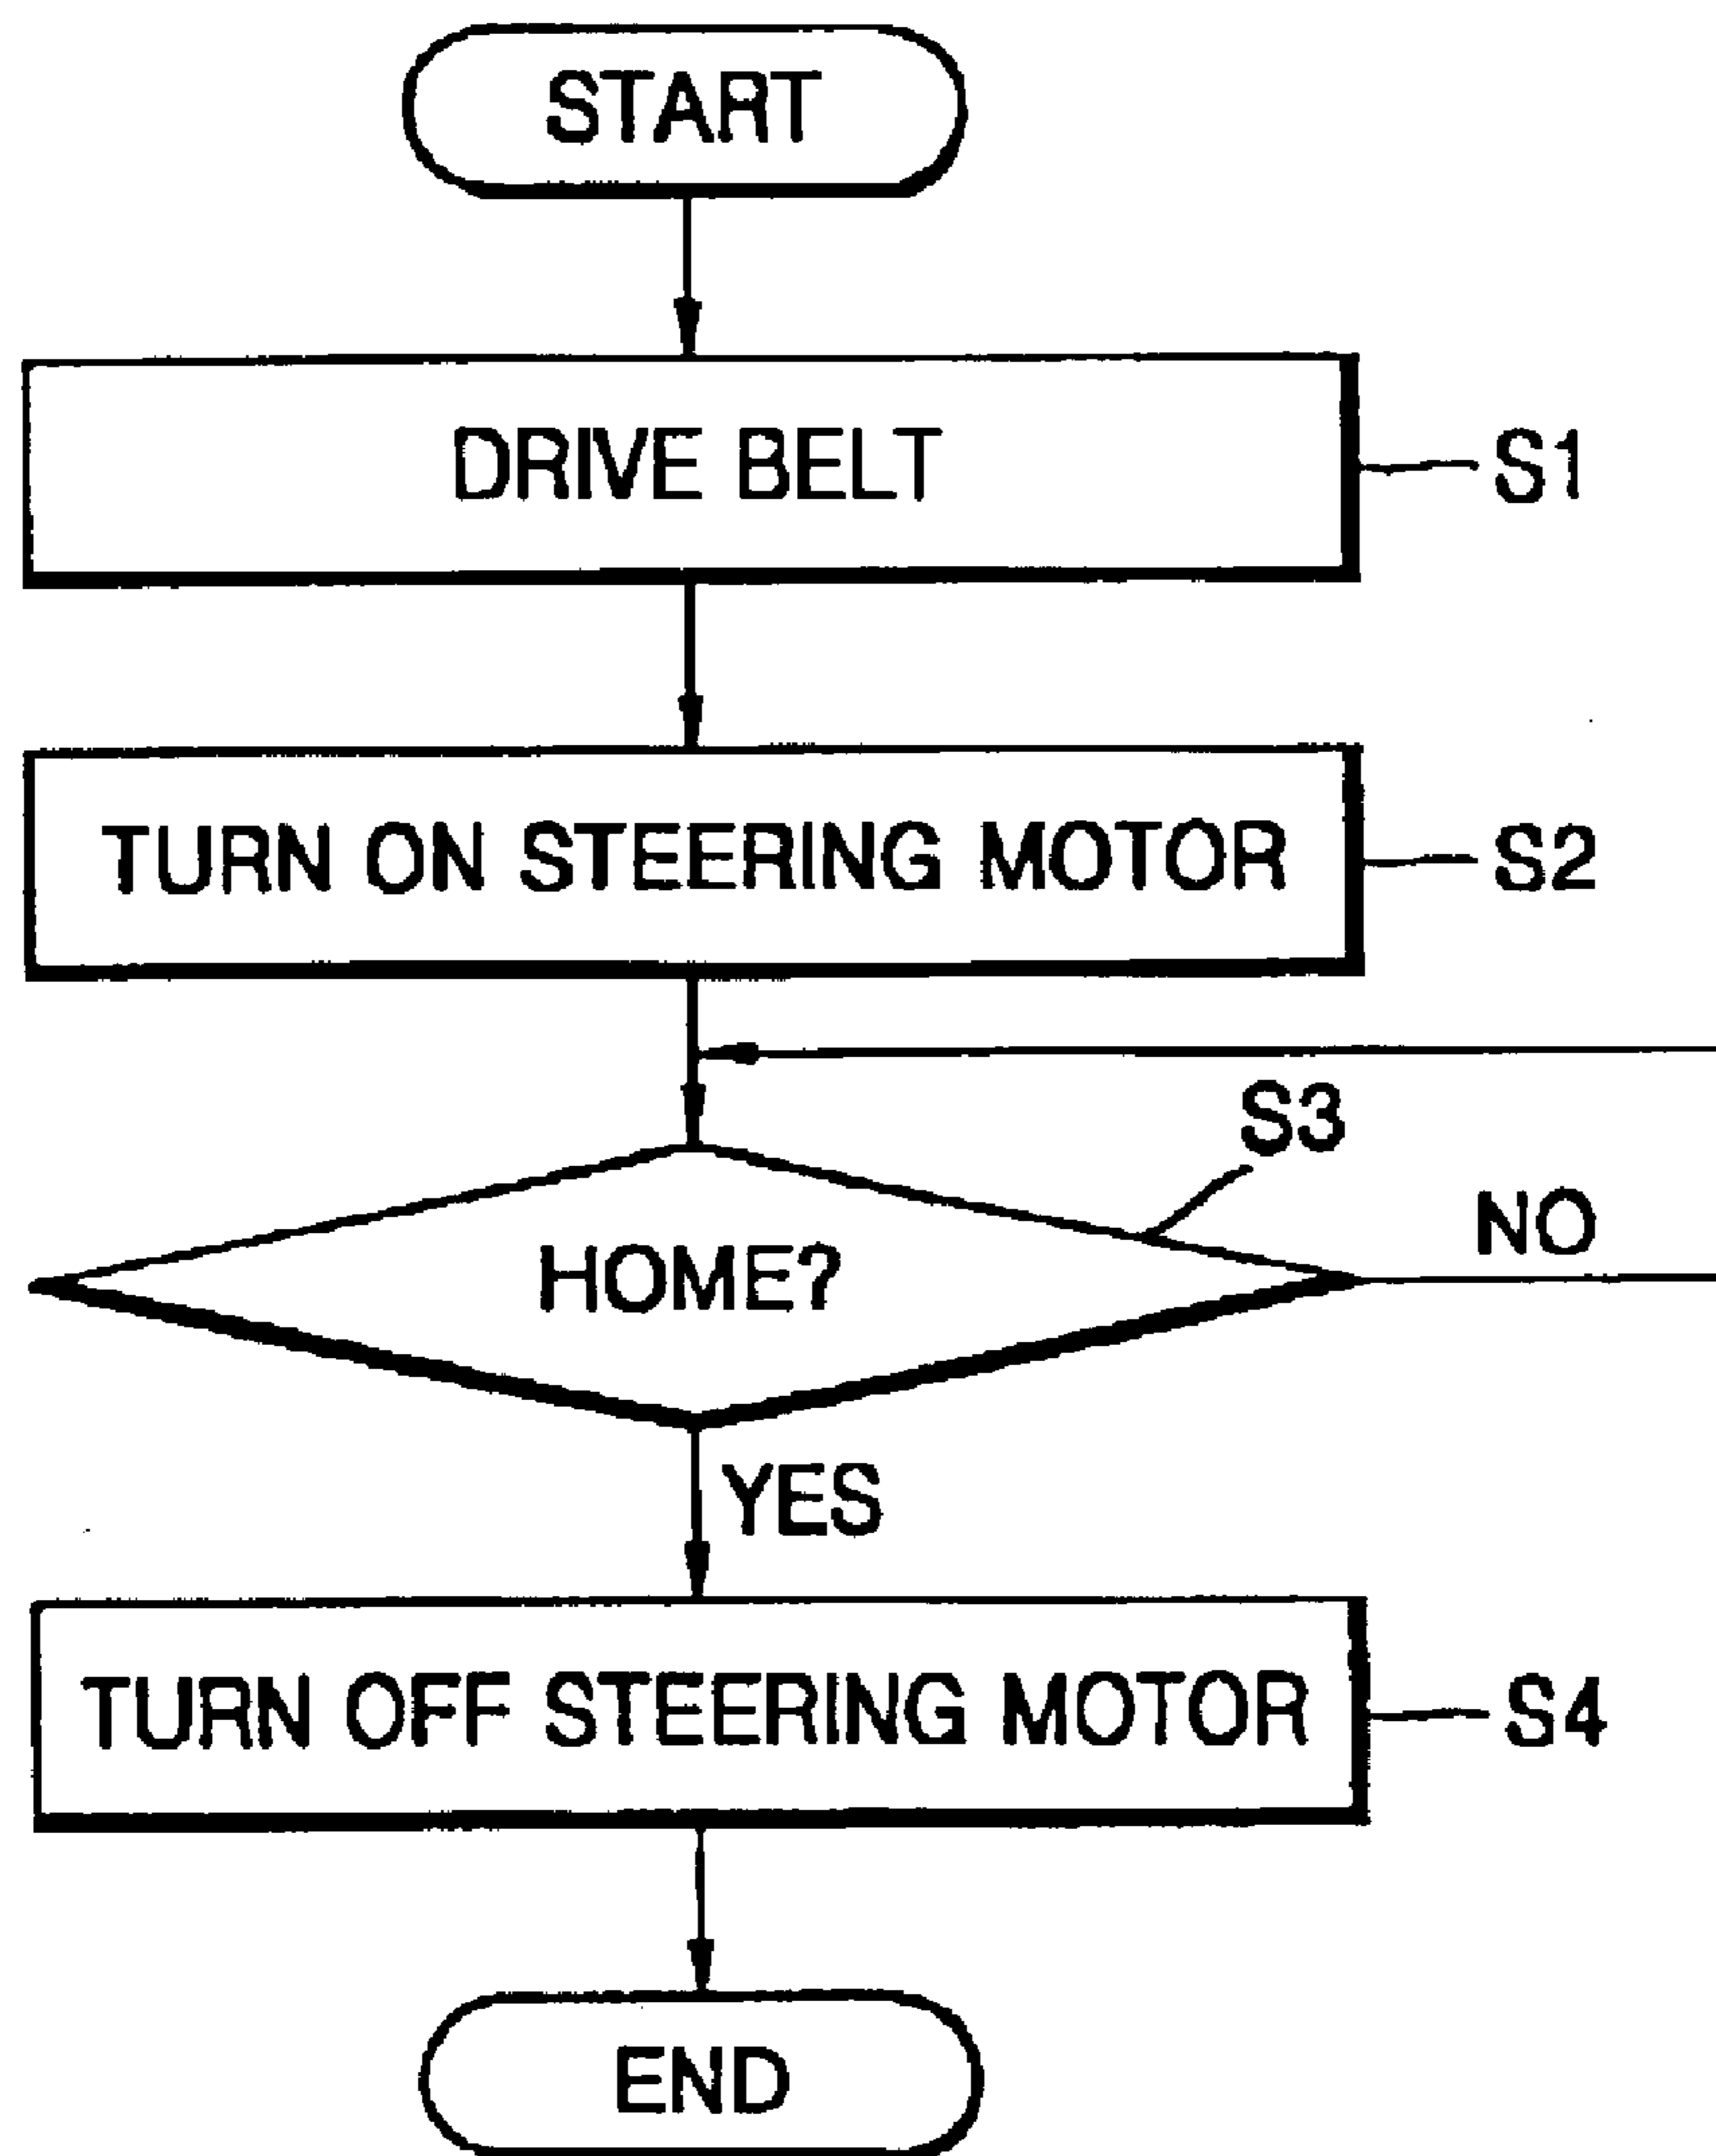 START
DRIVE BELT
S1
TURN ON STEERING MOTOR
S2
S3
HOME?
NO
YES
TURN OFF STEERING MOTOR
S4
END